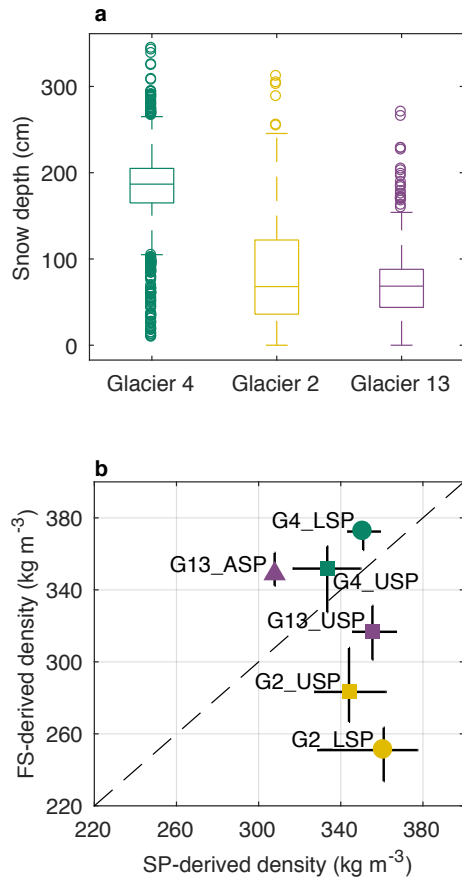 a
Snow depth (cm)
300
200
100
0
Glacier 4 Glacier 2 Glacier 13
b
FS-derived density (kg m⁻³)
380
340
300
260
220
G4_LSP
G13_ASP
G4_USP
G13_USP
G2_USP
G2_LSP
220 260 300 340 380
SP-derived density (kg m⁻³)